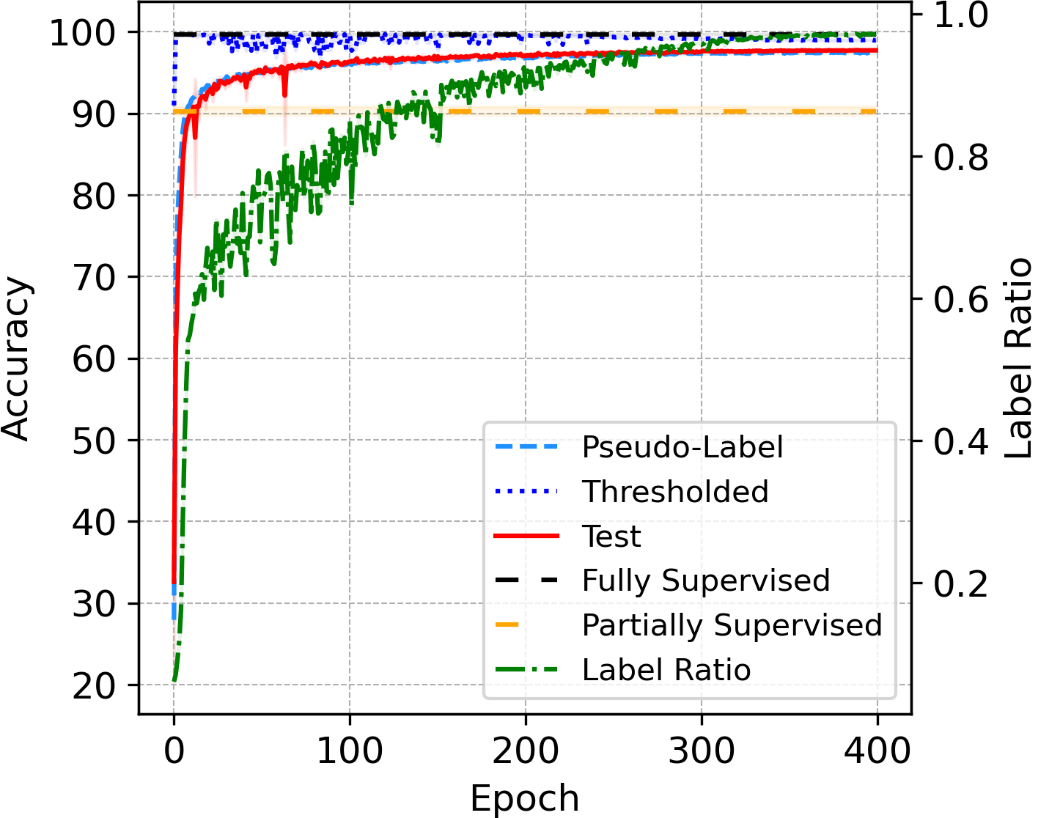 100
90
80
70
60
50
40
30
20
Accuracy
1.0
0.8
0.6
0.4
0.2
Label Ratio
Pseudo-Label
Thresholded
Test
Fully Supervised
Partially Supervised
Label Ratio
0
100
200
300
400
Epoch